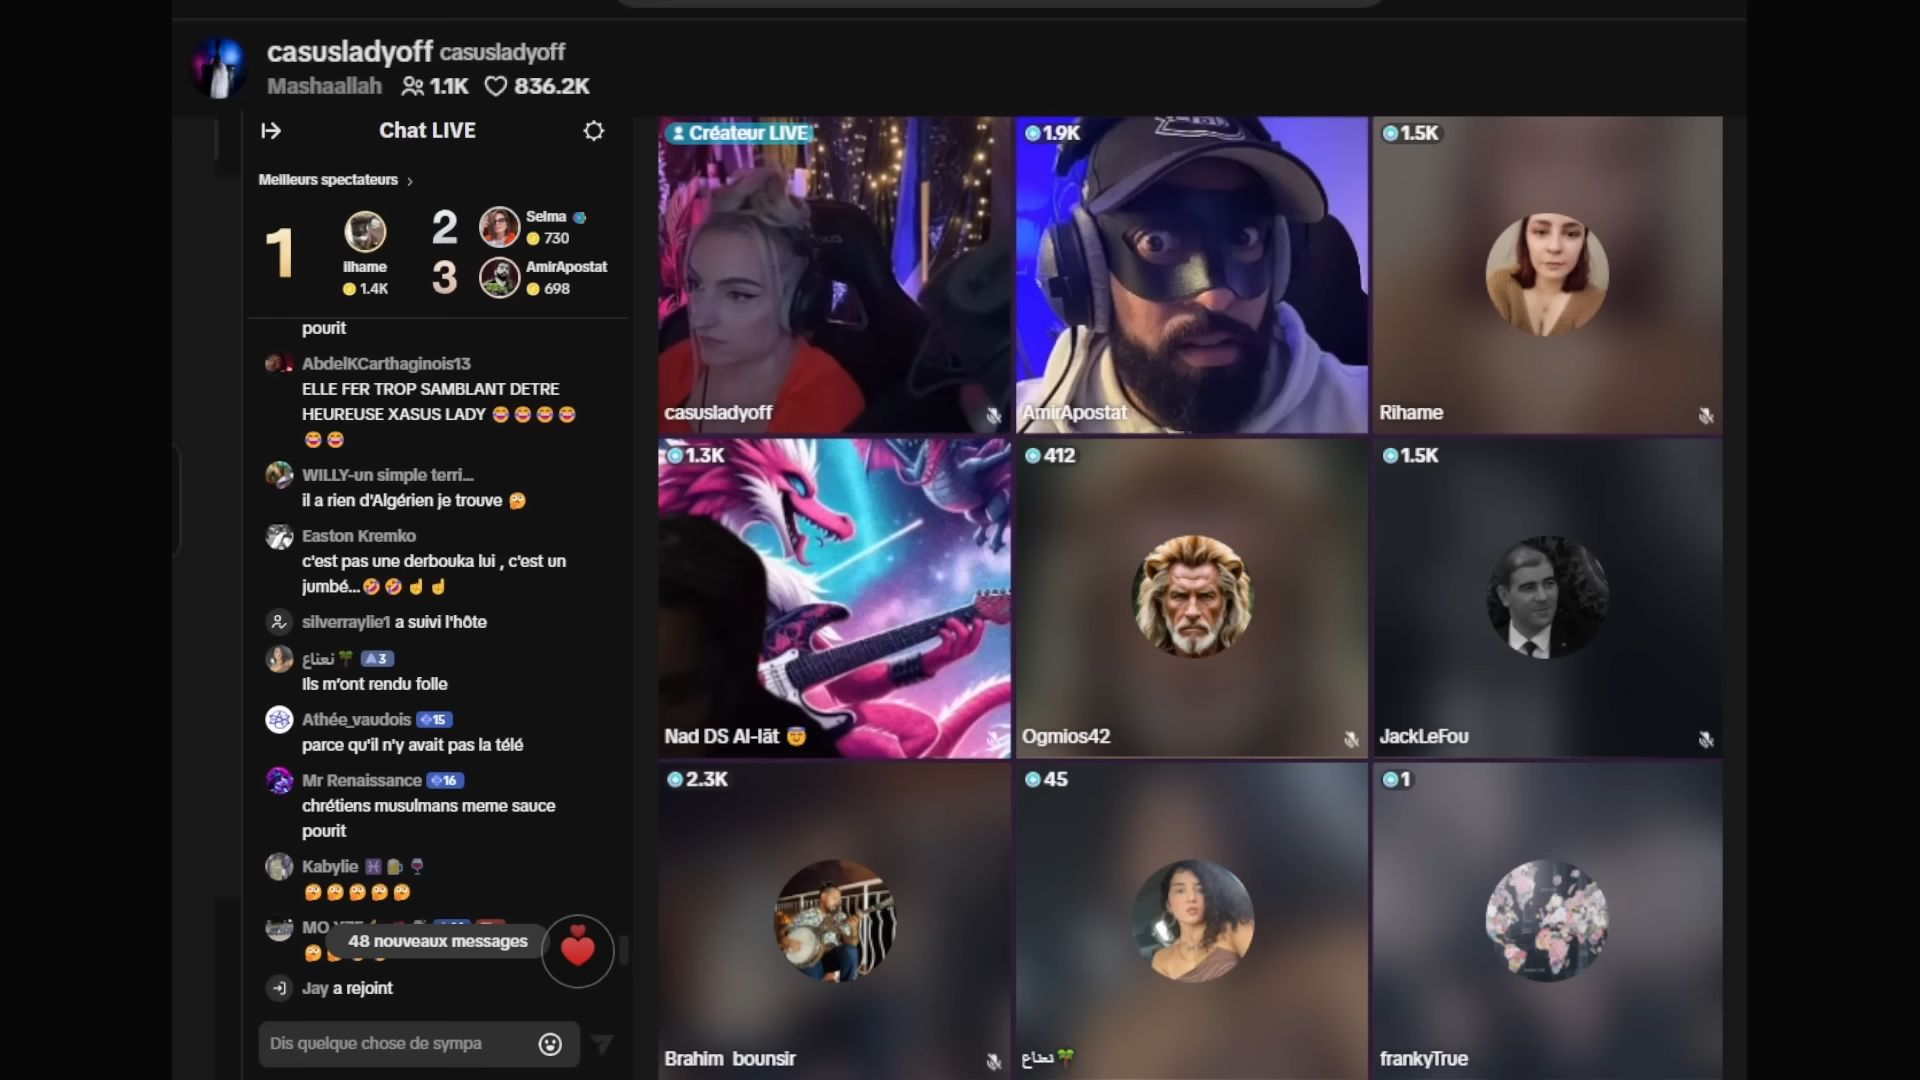 casusladyoff casusladyoff
Mashaallah 1.1K 836.2K
Chat LIVE
Meilleurs spectateurs
1
ilhame
1.4K
2
Selma
730
3
AmirApostat
698
pourit
AbdelKCarthaginois13
ELLE FER TROP SAMBLANT DETRE
HEUREUSE XASUS LADY 😂😂😂😂
😂😂
WILLY-un simple terri...
il a rien d'Algérien je trouve
Easton Kremko
c'est pas une derbouka lui , c'est un
jumbé...🤣🤣☝️☝️
silverraylie1 a suivi l'hôte
نعناع🌴 3
Ils m'ont rendu folle
Athée_vaudois 15
parce qu'il n'y avait pas la télé
Mr Renaissance 16
chrétiens musulmans meme sauce
pourit
Kabylie ♓🍺🍷
48 nouveaux messages
Jay a rejoint
Dis quelque chose de sympa
Créateur LIVE
casusladyoff
1.9K
AmirApostat
1.5K
Rihame
1.3K
Nad DS Al-lāt 😇
412
Ogmios42
1.5K
JackLeFou
2.3K
Brahim bounsir
45
نعناع🌴
1
frankyTrue